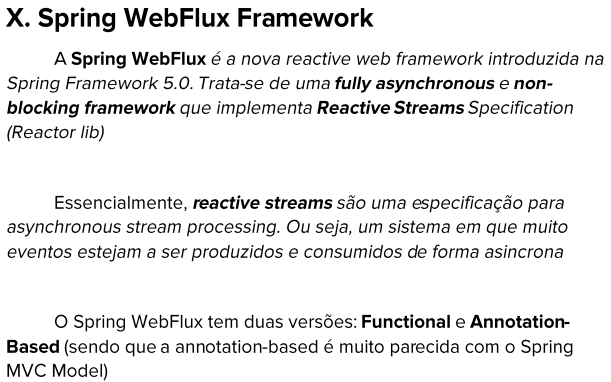 X. Spring WebFlux Framework
A Spring WebFlux é a nova reactive web framework introduzida na
Spring Framework 5.0. Trata-se de uma fully asynchronous e non-
blocking framework que implementa Reactive Streams Specification
(Reactor lib)
Essencialmente, reactive streams são uma especificação para
asynchronous stream processing. Ou seja, um sistema em que muito
eventos estejam a ser produzidos e consumidos de forma asincrona
O Spring WebFlux tem duas versões: Functional e Annotation-
Based (sendo que a annotation-based é muito parecida com o Spring
MVC Model)